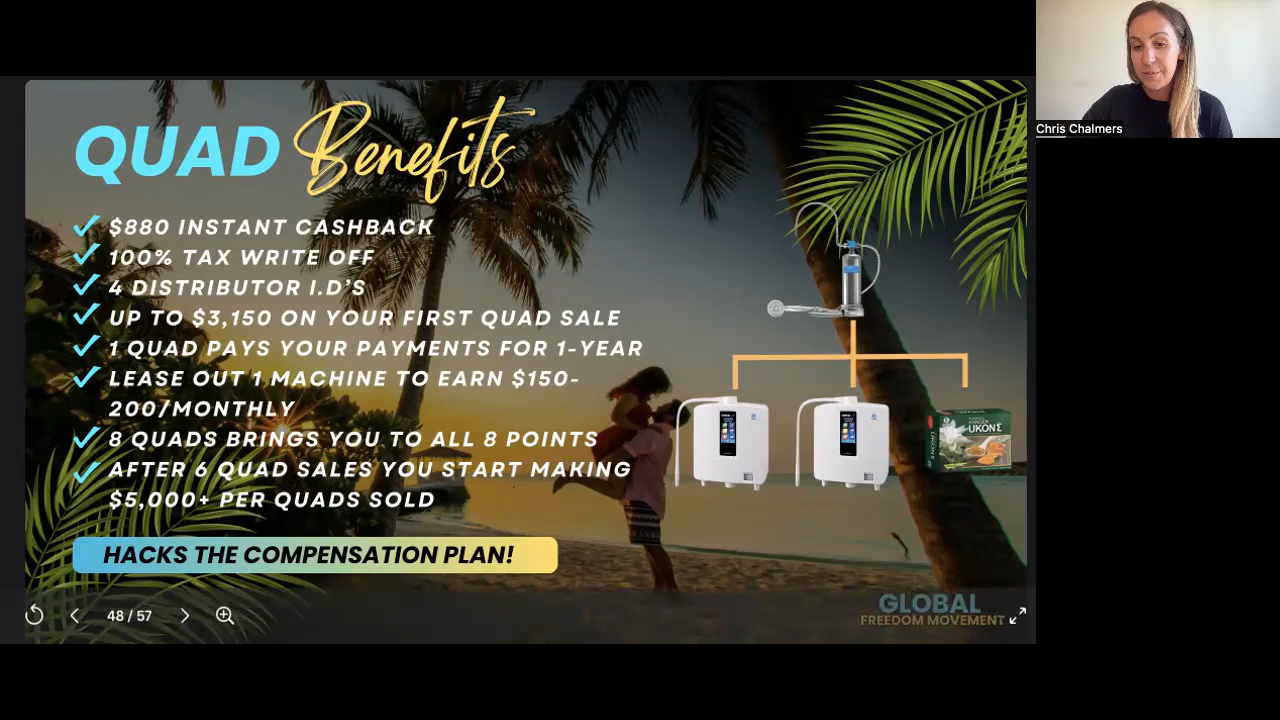 QUAD Benefits
$880 INSTANT CASHBACK
100% TAX WRITE OFF
4 DISTRIBUTOR I.D'S
UP TO $3,150 ON YOUR FIRST QUAD SALE
1 QUAD PAYS YOUR PAYMENTS FOR 1-YEAR
LEASE OUT 1 MACHINE TO EARN $150-
200/MONTHLY
8 QUADS BRINGS YOU TO ALL 8 POINTS
AFTER 6 QUAD SALES YOU START MAKING
$5,000+ PER QUADS SOLD
HACKS THE COMPENSATION PLAN!
KANGEN
UKON Σ
48 / 57
GLOBAL
FREEDOM MOVEMENT
Chris Chalmers